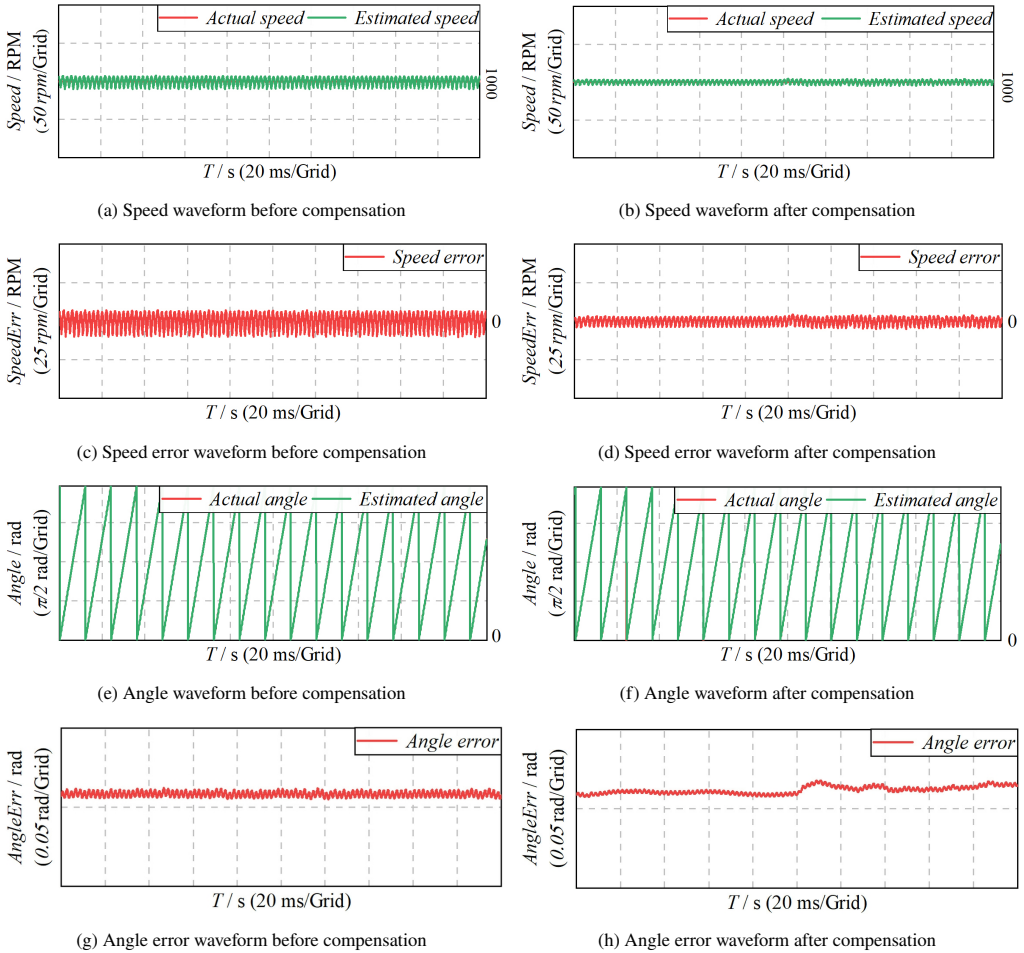 Actual speed Estimated speed
Speed / RPM
(50 rpm/Grid)
1000
T / s (20 ms/Grid)
(a) Speed waveform before compensation
Actual speed Estimated speed
Speed / RPM
(50 rpm/Grid)
1000
T / s (20 ms/Grid)
(b) Speed waveform after compensation
Speed error
SpeedErr / RPM
(25 rpm/Grid)
0
T / s (20 ms/Grid)
(c) Speed error waveform before compensation
Speed error
SpeedErr / RPM
(25 rpm/Grid)
0
T / s (20 ms/Grid)
(d) Speed error waveform after compensation
Actual angle Estimated angle
Angle / rad
(π/2 rad/Grid)
0
T / s (20 ms/Grid)
(e) Angle waveform before compensation
Actual angle Estimated angle
Angle / rad
(π/2 rad/Grid)
0
T / s (20 ms/Grid)
(f) Angle waveform after compensation
Angle error
AngleErr / rad
(0.05 rad/Grid)
T / s (20 ms/Grid)
(g) Angle error waveform before compensation
Angle error
AngleErr / rad
(0.05 rad/Grid)
T / s (20 ms/Grid)
(h) Angle error waveform after compensation